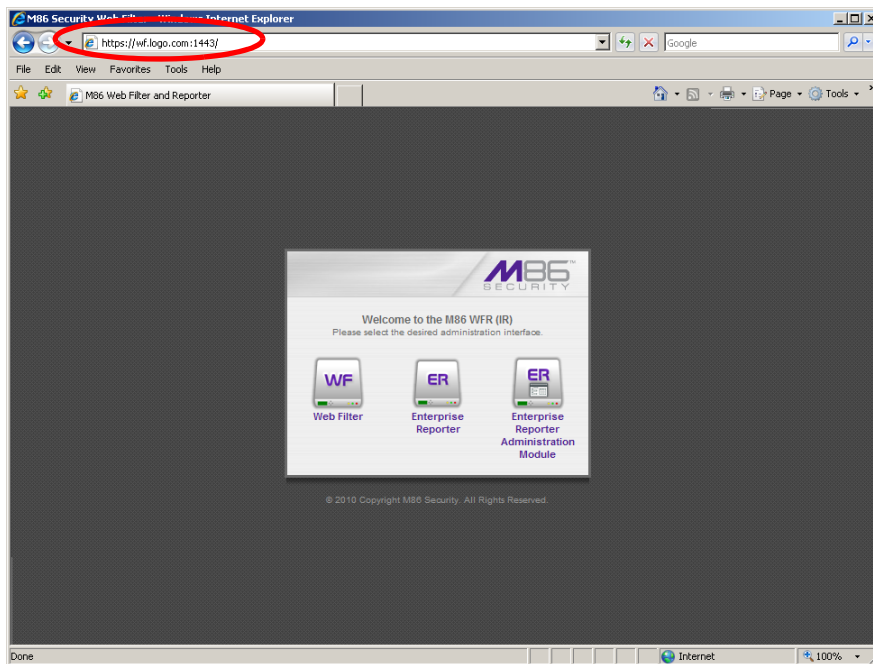 M86 Security Web Filter - Windows Internet Explorer
https://wf.logo.com:1443/
Google
File Edit View Favorites Tools Help
M86 Web Filter and Reporter
Page Tools
M86™
SECURITY
Welcome to the M86 WFR (IR)
Please select the desired administration interface.
WF
ER
ER
Web Filter
Enterprise
Reporter
Enterprise
Reporter
Administration
Module
© 2010 Copyright M86 Security. All Rights Reserved.
Done
Internet
100%